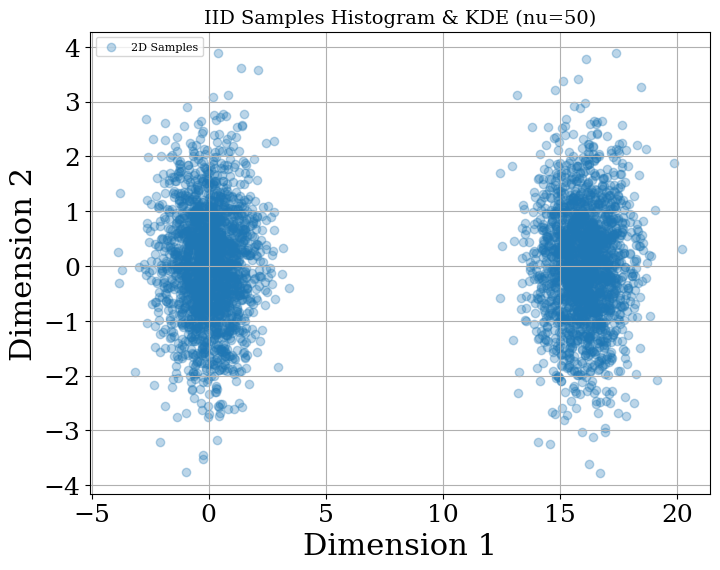 IID Samples Histogram & KDE (nu=50)
2D Samples
Dimension 2
4
3
2
1
0
−1
−2
−3
−4
−5 0 5 10 15 20
Dimension 1